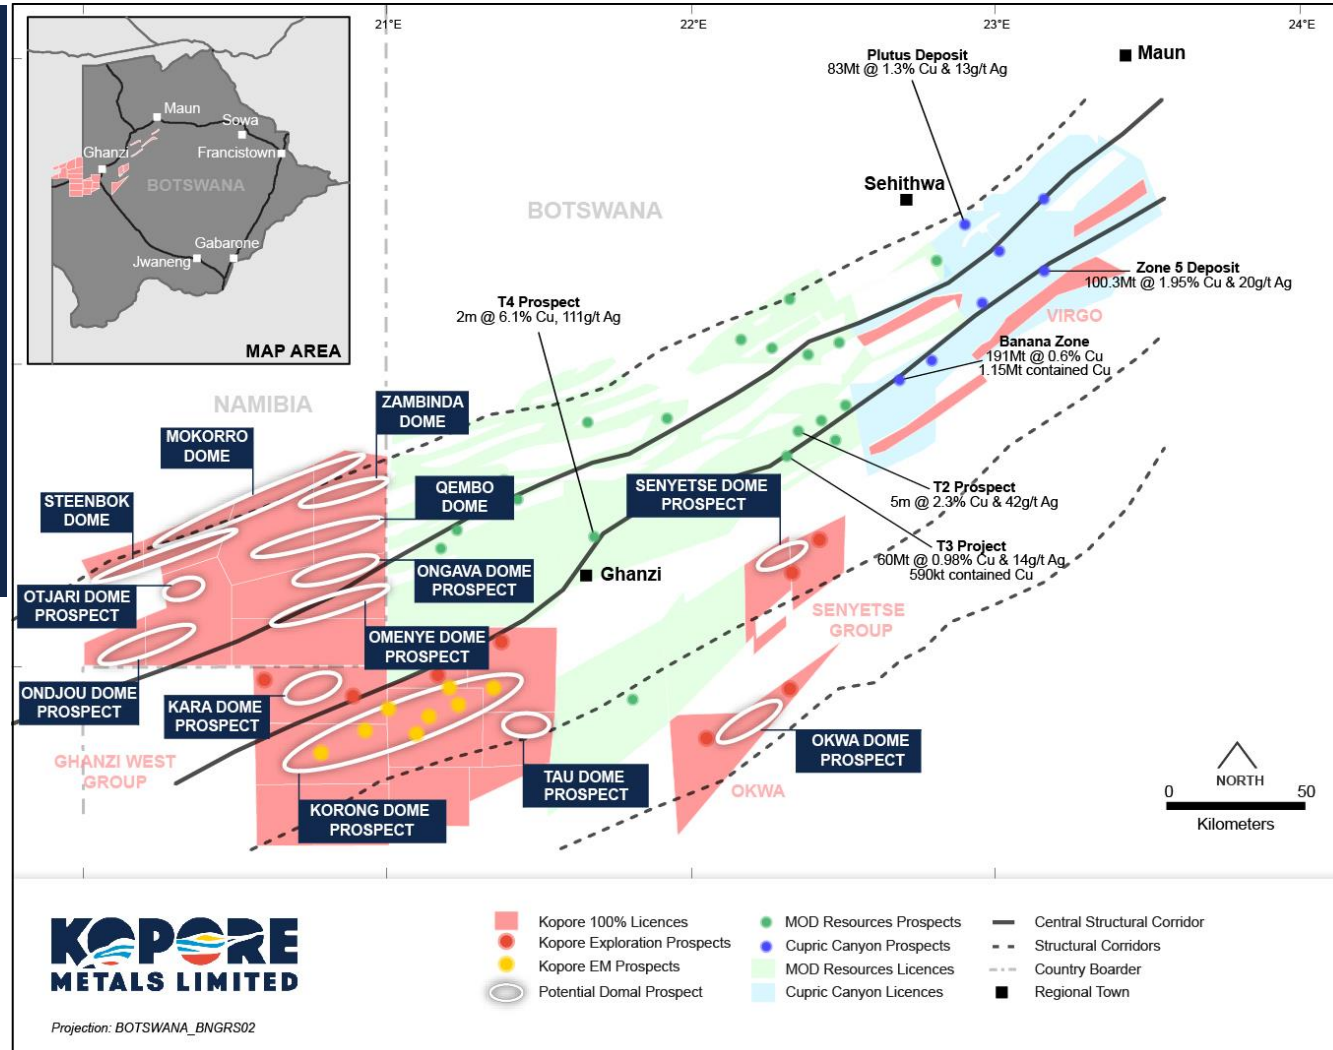 21°E
22°E
23°E
24°E
Maun
Sowa
Ghanzi
Francistown
BOTSWANA
Gabarone
Jwaneng
MAP AREA
Plutus Deposit
83Mt @ 1.3% Cu & 13g/t Ag
Maun
Sehithwa
BOTSWANA
Zone 5 Deposit
100.3Mt @ 1.95% Cu & 20g/t Ag
T4 Prospect
2m @ 6.1% Cu, 111g/t Ag
VIRGO
Banana Zone
191Mt @ 0.6% Cu
1.15Mt contained Cu
NAMIBIA
ZAMBINDA
DOME
MOKORRO
DOME
STEENBOK
DOME
QEMBO
DOME
SENYETSE DOME
PROSPECT
T2 Prospect
5m @ 2.3% Cu & 42g/t Ag
T3 Project
60Mt @ 0.98% Cu & 14g/t Ag
590kt contained Cu
ONGAVA DOME
PROSPECT
Ghanzi
OTJARI DOME
PROSPECT
SENYETSE
GROUP
OMENYE DOME
PROSPECT
ONDJOU DOME
PROSPECT
KARA DOME
PROSPECT
OKWA DOME
PROSPECT
GHANZI WEST
GROUP
TAU DOME
PROSPECT
OKWA
KORONG DOME
PROSPECT
NORTH
0 50
Kilometers
KOPORE
METALS LIMITED
Projection: BOTSWANA_BNGRS02
Kopore 100% Licences
Kopore Exploration Prospects
Kopore EM Prospects
Potential Domal Prospect
MOD Resources Prospects
Cupric Canyon Prospects
MOD Resources Licences
Cupric Canyon Licences
Central Structural Corridor
Structural Corridors
Country Boarder
Regional Town